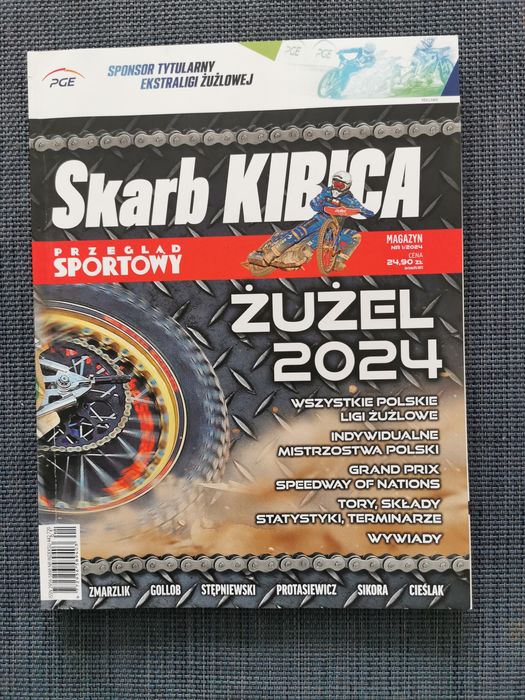 PGE
SPONSOR TYTULARNY
EKSTRALIGI ŻUŻLOWEJ
PGE
REKLAMA
Skarb KIBICA
PRZEGLĄD
SPORTOWY
MAGAZYN
NR 1/2024
CENA
24,90 ZŁ
ŻUŻEL
2024
WSZYSTKIE POLSKIE
LIGI ŻUŻLOWE
INDYWIDUALNE
MISTRZOSTWA POLSKI
GRAND PRIX
SPEEDWAY OF NATIONS
TORY, SKŁADY
STATYSTYKI, TERMINARZE
WYWIADY
ZMARZLIK GOLLOB STĘPNIEWSKI PROTASIEWICZ SIKORA CIEŚLAK